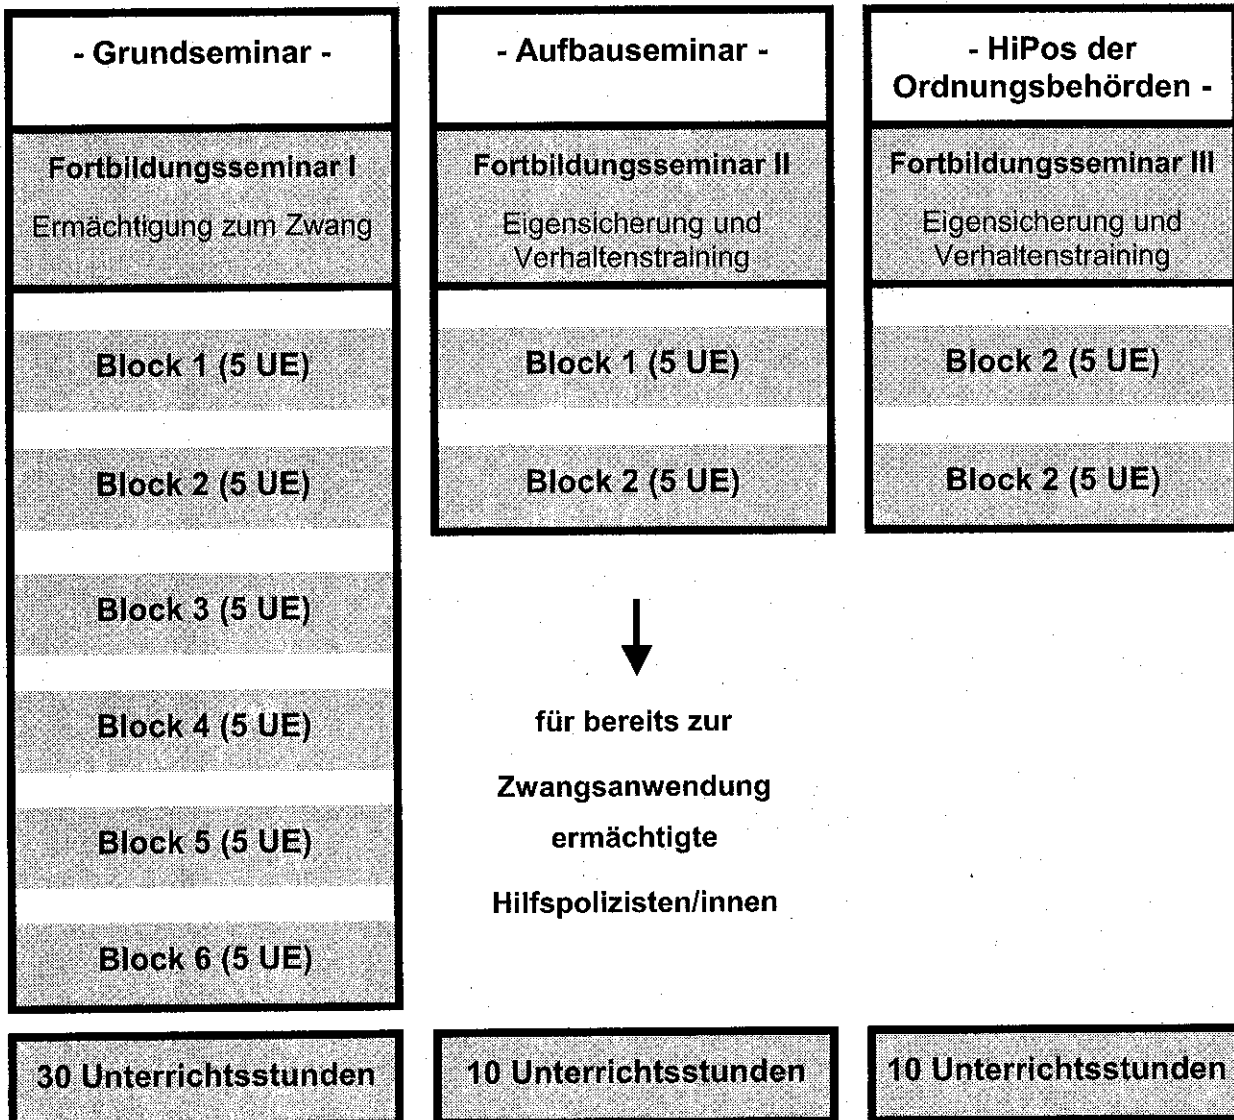 - Grundseminar -
Fortbildungsseminar I
Ermächtigung zum Zwang
Block 1 (5 UE)
Block 2 (5 UE)
Block 3 (5 UE)
Block 4 (5 UE)
Block 5 (5 UE)
Block 6 (5 UE)
30 Unterrichtsstunden
- Aufbauseminar -
Fortbildungsseminar II
Eigensicherung und
Verhaltenstraining
Block 1 (5 UE)
Block 2 (5 UE)
für bereits zur
Zwangsanwendung
ermächtigte
Hilfspolizisten/innen
10 Unterrichtsstunden
- HiPos der
Ordnungsbehörden -
Fortbildungsseminar III
Eigensicherung und
Verhaltenstraining
Block 2 (5 UE)
Block 2 (5 UE)
10 Unterrichtsstunden